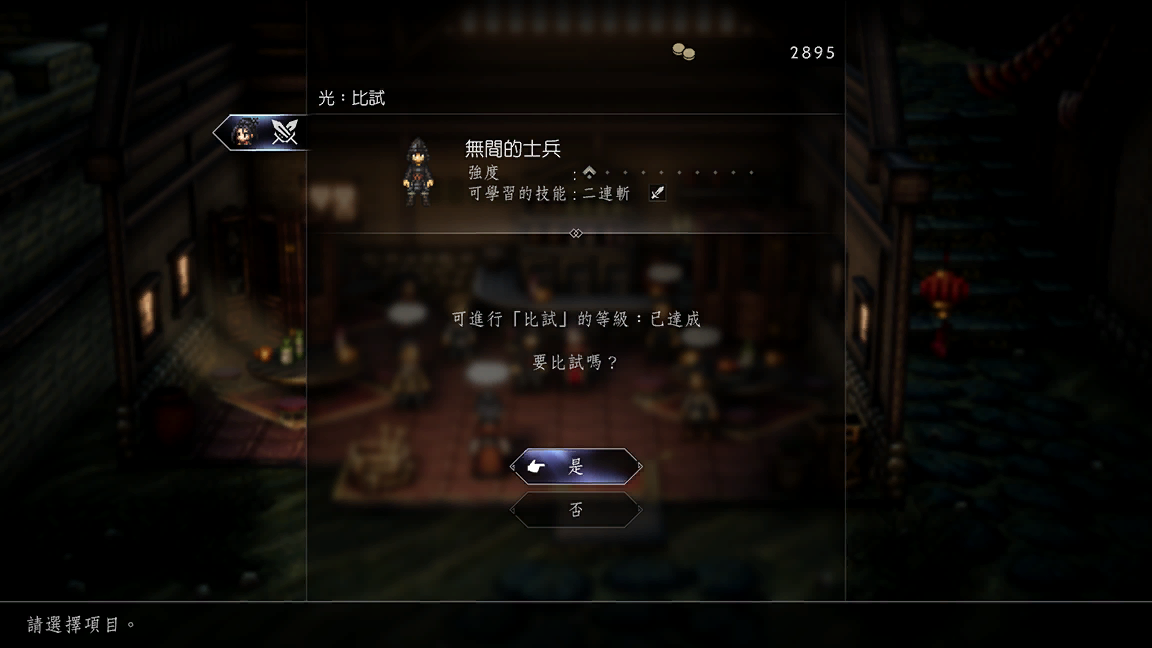 2895
光：比試
無間的士兵
強度：
可學習的技能：二連斬
可進行「比試」的等級：已達成
要比試嗎？
是
否
請選擇項目。